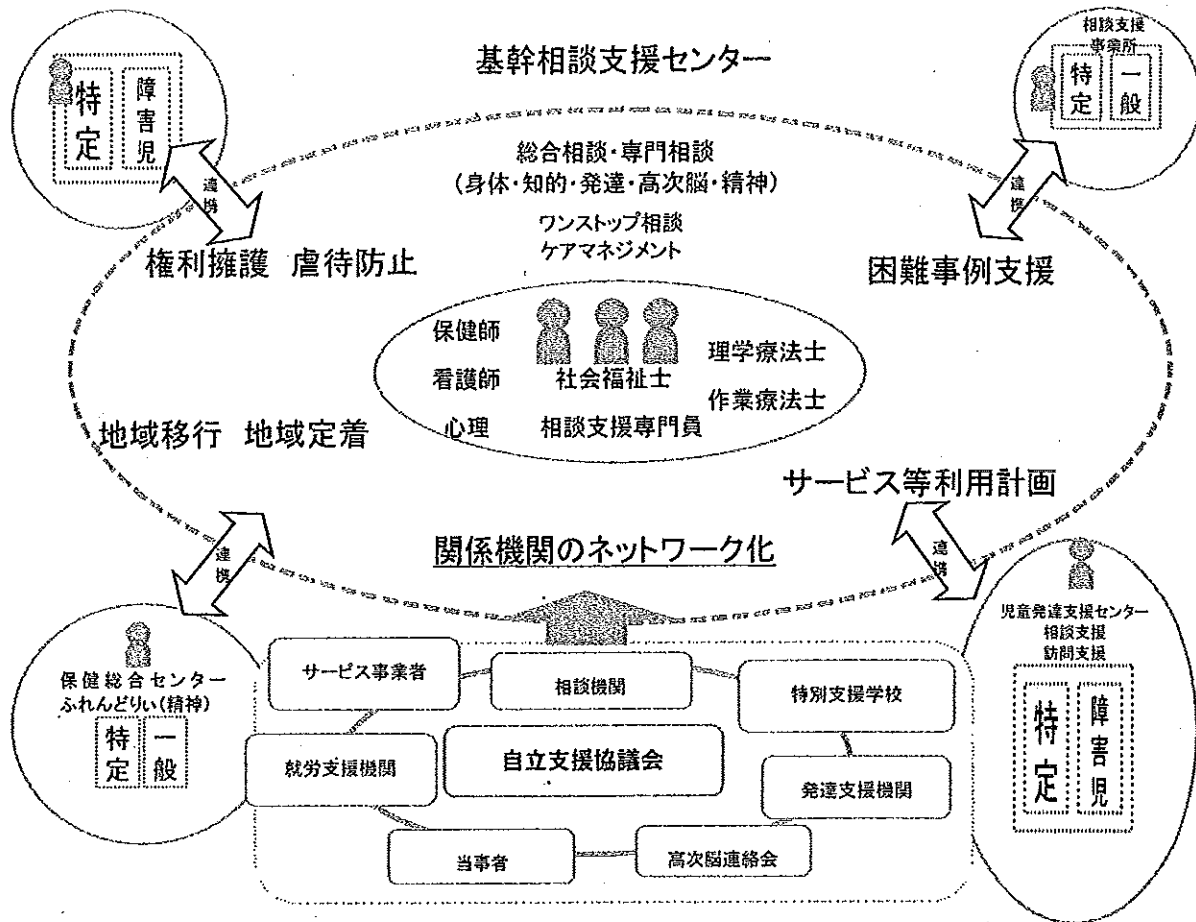 基幹相談支援センター
総合相談・専門相談
(身体・知的・発達・高次脳・精神)
ワンストップ相談
ケアマネジメント
特定
障害児
連携
相談支援
事業所
特定
一般
連携
権利擁護 虐待防止
困難事例支援
保健師
看護師
心理
社会福祉士
相談支援専門員
理学療法士
作業療法士
地域移行 地域定着
サービス等利用計画
関係機関のネットワーク化
連携
連携
保健総合センター
ふれんどりぃ(精神)
特定
一般
サービス事業者
相談機関
特別支援学校
就労支援機関
自立支援協議会
発達支援機関
当事者
高次脳連絡会
児童発達支援センター
相談支援
訪問支援
特定
障害児